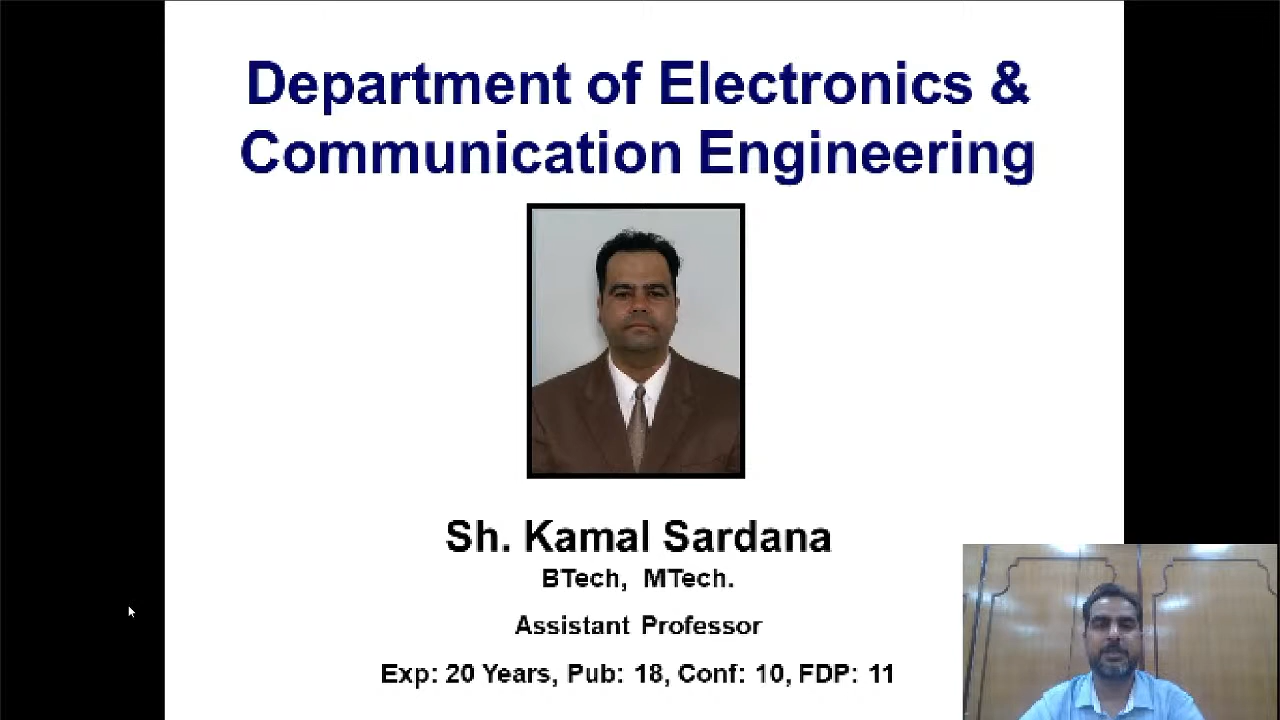 Department of Electronics &
Communication Engineering
Sh. Kamal Sardana
BTech, MTech.
Assistant Professor
Exp: 20 Years, Pub: 18, Conf: 10, FDP: 11